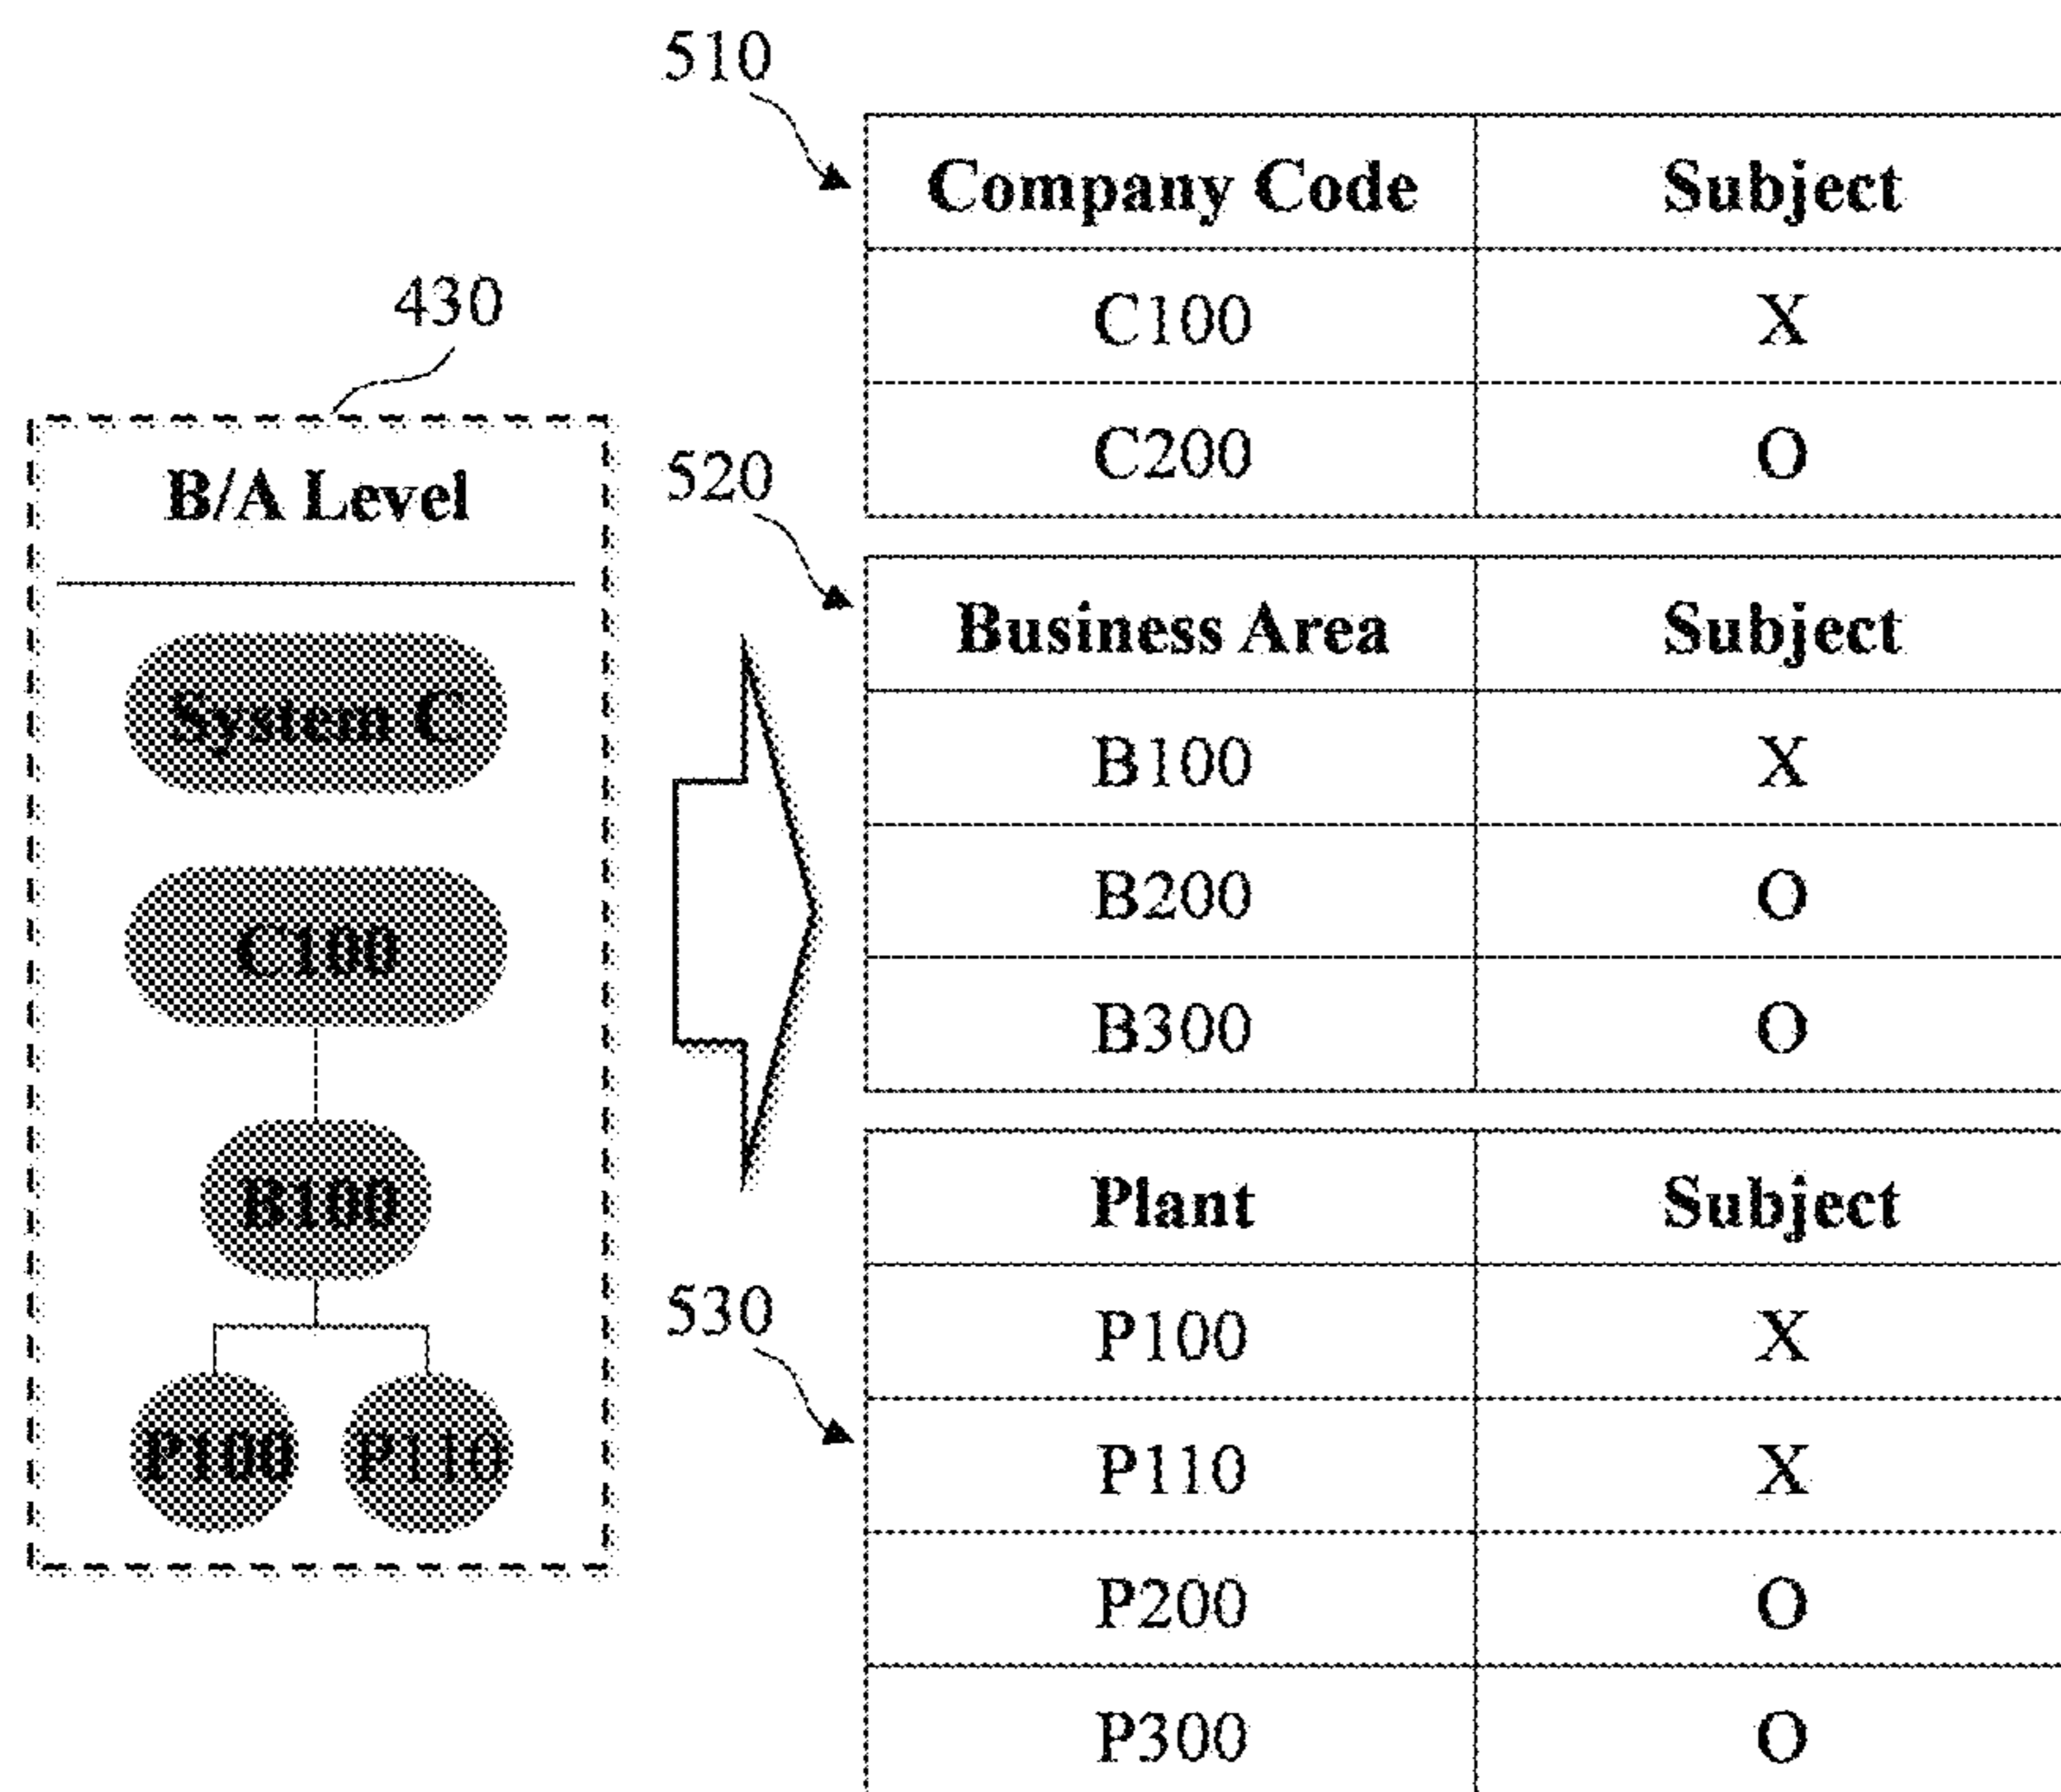 430
B/A Level
System C
C100
B100
P100 P110
510
Company Code Subject
C100 X
C200 O
520
Business Area Subject
B100 X
B200 O
B300 O
530
Plant Subject
P100 X
P110 X
P200 O
P300 O